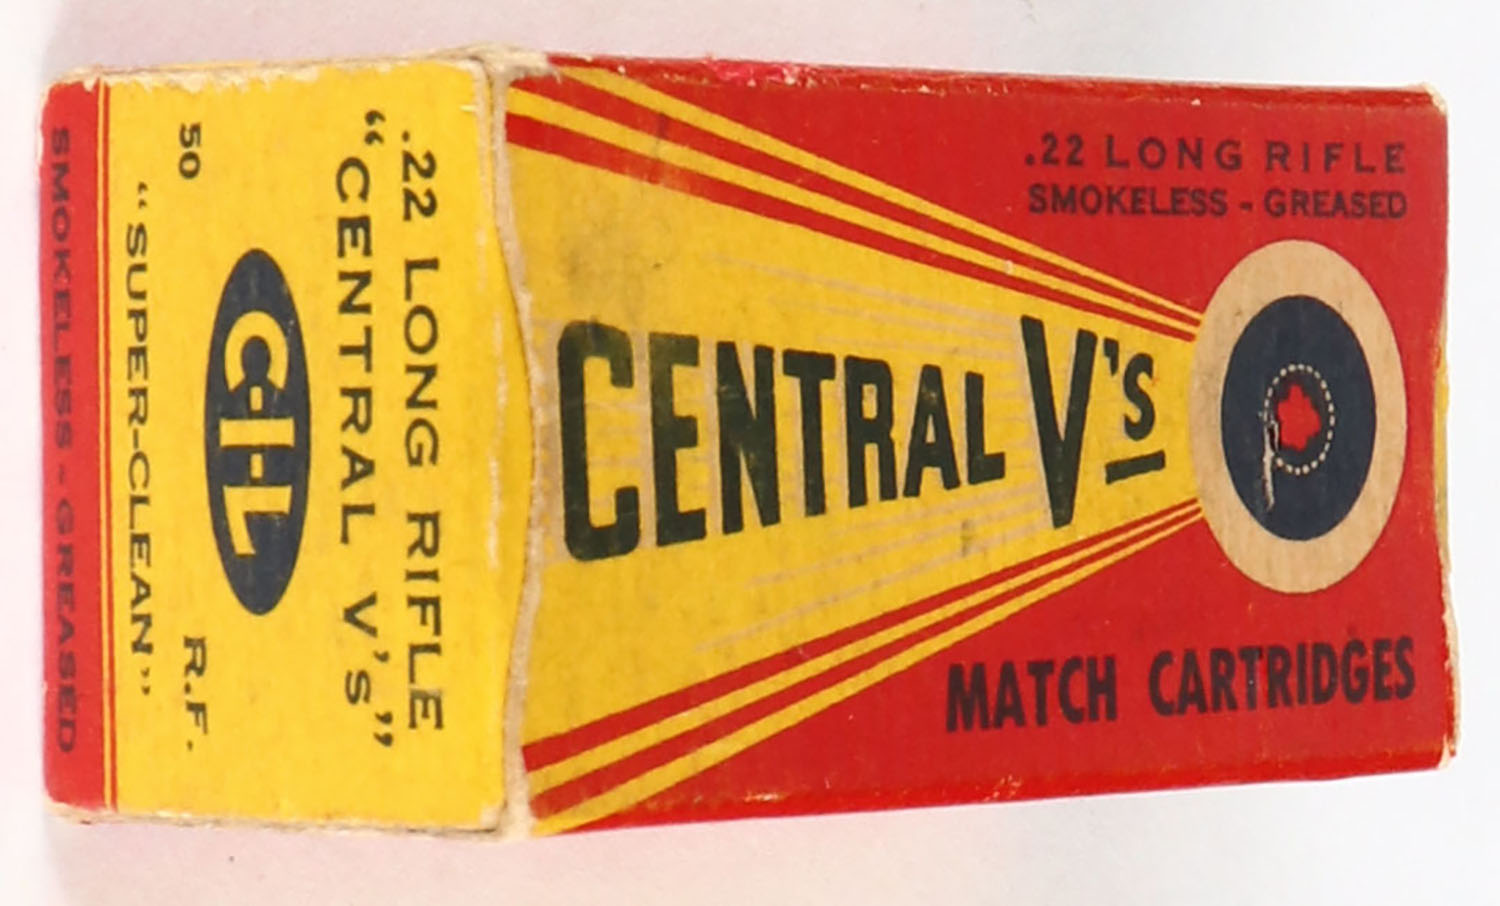 .22 LONG RIFLE
SMOKELESS - GREASED
CENTRAL V's
MATCH CARTRIDGES
.22 LONG RIFLE
"CENTRAL V's"
C-I-L
50 R.F.
"SUPER-CLEAN"
SMOKELESS - GREASED